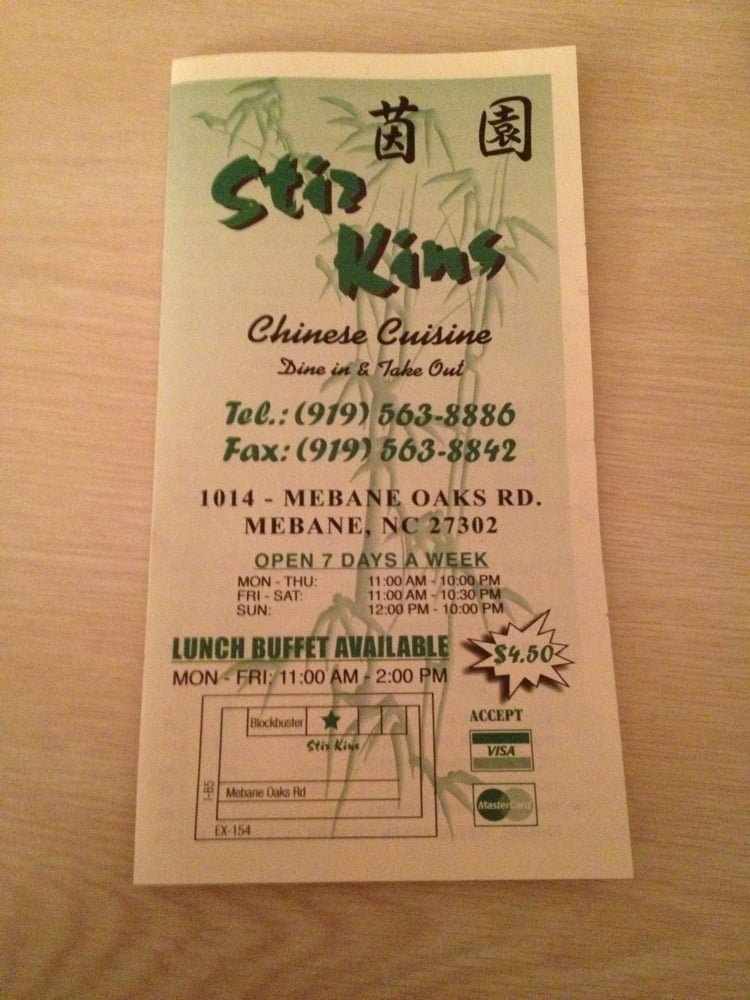 茵 園
Stir
Kins
Chinese Cuisine
Dine in & Take Out
Tel.: (919) 563-8886
Fax: (919) 563-8842
1014 - MEBANE OAKS RD.
MEBANE, NC 27302
OPEN 7 DAYS A WEEK
MON - THU: 11:00 AM - 10:00 PM
FRI - SAT: 11:00 AM - 10:30 PM
SUN: 12:00 PM - 10:00 PM
LUNCH BUFFET AVAILABLE
MON - FRI: 11:00 AM - 2:00 PM
$4.50
Blockbuster
Stir Kins
I-85
Mebane Oaks Rd
EX-154
ACCEPT
VISA
MasterCard